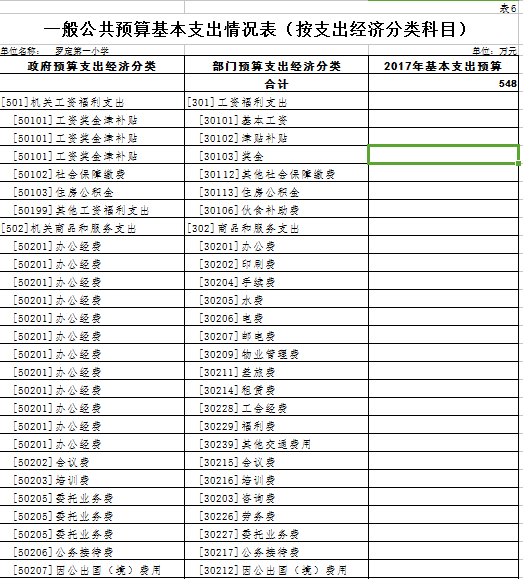 表6
一般公共预算基本支出情况表（按支出经济分类科目）
单位名称： 罗定第一小学 单位：万元
政府预算支出经济分类 部门预算支出经济分类 2017年基本支出预算
合计 548
[501]机关工资福利支出 [301]工资福利支出
[50101]工资奖金津补贴 [30101]基本工资
[50101]工资奖金津补贴 [30102]津贴补贴
[50101]工资奖金津补贴 [30103]奖金
[50102]社会保障缴费 [30112]其他社会保障缴费
[50103]住房公积金 [30113]住房公积金
[50199]其他工资福利支出 [30106]伙食补助费
[502]机关商品和服务支出 [302]商品和服务支出
[50201]办公经费 [30201]办公费
[50201]办公经费 [30202]印刷费
[50201]办公经费 [30204]手续费
[50201]办公经费 [30205]水费
[50201]办公经费 [30206]电费
[50201]办公经费 [30207]邮电费
[50201]办公经费 [30209]物业管理费
[50201]办公经费 [30211]差旅费
[50201]办公经费 [30214]租赁费
[50201]办公经费 [30228]工会经费
[50201]办公经费 [30229]福利费
[50201]办公经费 [30239]其他交通费用
[50202]会议费 [30215]会议费
[50203]培训费 [30216]培训费
[50205]委托业务费 [30203]咨询费
[50205]委托业务费 [30226]劳务费
[50205]委托业务费 [30227]委托业务费
[50206]公务接待费 [30217]公务接待费
[50207]因公出国（境）费用 [30212]因公出国（境）费用